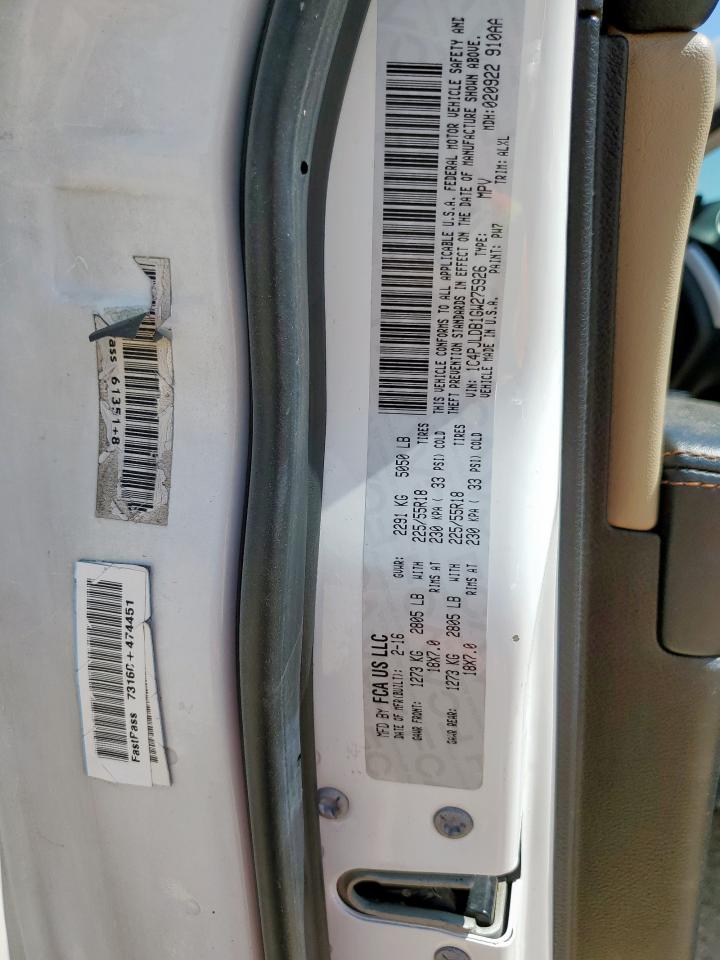 MFD BY FCA US LLC
DATE OF MFR(BUILT): 2-16 GVWR: 2291 KG 5050 LB
GAWR FRONT: 1273 KG 2805 LB WITH 225/55R18 TIRES
18X7.0 RIMS AT 230 KPA ( 33 PSI) COLD
GAWR REAR: 1273 KG 2805 LB WITH 225/55R18 TIRES
18X7.0 RIMS AT 230 KPA ( 33 PSI) COLD
THIS VEHICLE CONFORMS TO ALL APPLICABLE U.S.A. FEDERAL MOTOR VEHICLE SAFETY AND
THEFT PREVENTION STANDARDS IN EFFECT ON THE DATE OF MANUFACTURE SHOWN ABOVE.
VIN: 1C4PJLDB1GW275926 TYPE: MPV MDH:020922 910AA
VEHICLE MADE IN U.S.A. PAINT: PW7 TRIM: ALXL
ass 61351+8
FastPass 7316C+474451